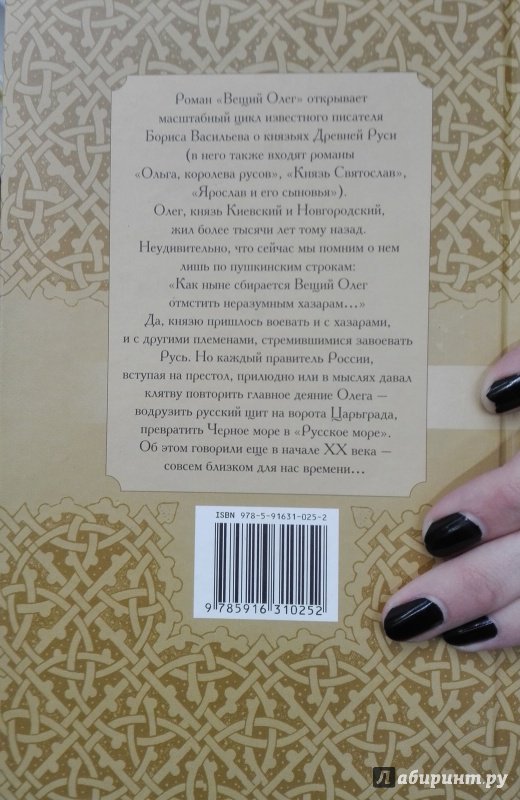 Роман «Вещий Олег» открывает
масштабный цикл известного писателя
Бориса Васильева о князьях Древней Руси
(в него также входят романы
«Ольга, королева русов», «Князь Святослав»,
«Ярослав и его сыновья»).
Олег, князь Киевский и Новгородский,
жил более тысячи лет тому назад.
Неудивительно, что сейчас мы помним о нем
лишь по пушкинским строкам:
«Как ныне сбирается Вещий Олег
отмстить неразумным хазарам...»
Да, князю пришлось воевать и с хазарами,
и с другими племенами, стремившимися завоевать
Русь. Но каждый правитель России,
вступая на престол, прилюдно или в мыслях давал
клятву повторить главное деяние Олега —
водрузить русский щит на ворота Царьграда,
превратить Черное море в «Русское море».
Об этом говорили еще в начале XX века —
совсем близком для нас времени...
ISBN 978-5-91631-025-2
9 785916 310252
Лабиринт.ру